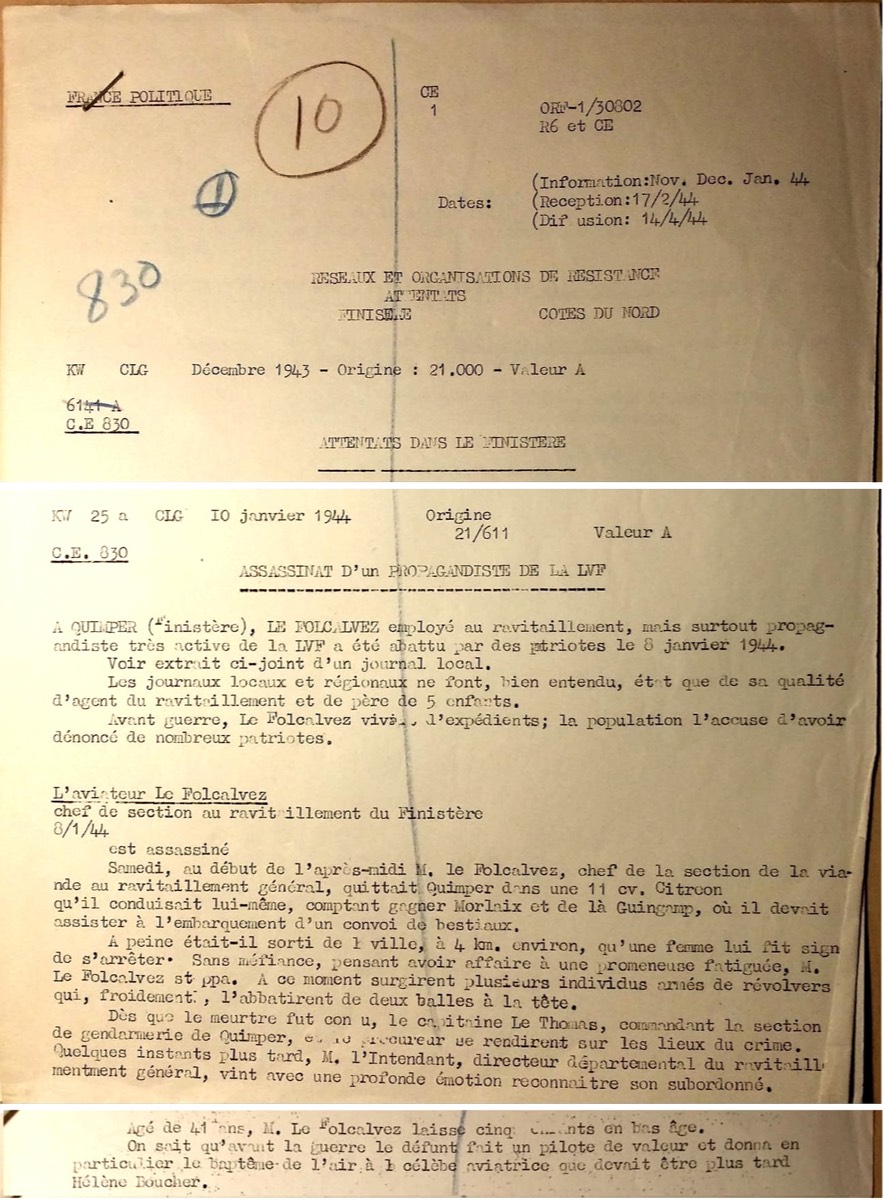 FRANCE POLITIQUE
10
CE
1
ORF-1/30802
R6 et CE
1
Dates:
(Information:Nov. Dec. Jan. 44
(Reception:17/2/44
(Dif usion: 14/4/44
830
RESEAUX ET ORGANISATIONS DE RESISTANCE
ATTENTATS
FINISELE COTES DU NORD
KW CLG Décembre 1943 - Origine : 21.000 - Valeur A
6141 A
C.E 830
ATTENTATS DANS LE FINISTERE
KW 25 a CLG IO janvier 1944 Origine
21/611 Valeur A
C.E. 830
ASSASSINAT D'un PROPAGANDISTE DE LA LVF
A QUIMPER (Finistère), LE FOLCALVEZ employé au ravitaillement, mais surtout propag-
andiste très active de la LVF a été abattu par des ptriotes le 8 janvier 1944.
Voir extrait ci-joint d'un journal local.
Les journaux locaux et régionaux ne font, bien entendu, état que de sa qualité
d'agent du ravitaillement et de père de 5 enfants.
Avant guerre, Le Folcalvez d'expédients; la population l'accuse d'avoir
dénoncé de nombreux patriotes.
L'aviateur Le Folcalvez
chef de section au ravitaillement du Finistère
8/1/44
est assassiné
Samedi, au début de l'après-midi M. le Folcalvez, chef de la section de la via-
nde au ravitaillement général, quittait Quimper dans une 11 cv. Citreon
qu'il conduisait lui-même, comptant gagner Morlaix et de là Guingamp, où il devait
assister à l'embarquement d'un convoi de bestiaux.
A peine était-il sorti de l ville, à 4 km. environ, qu'une femme lui fit sign
de s'arrêter. Sans méfiance, pensant avoir affaire à une promeneuse fatiguée, M.
Le Folcalvez st ppa. A ce moment surgirent plusieurs individus armés de révolvers
qui, froidement , l'abbatirent de deux balles à la tête.
Dès que le meurtre fut con u, le capitaine Le Thomas, commandant la section
de gendarmerie de Quimper, et le procureur se rendirent sur les lieux du crime.
Quelques instants plus tard, M. l'Intendant, directeur départemental du ravitaill
mentment général, vint avec une profonde émotion reconnaitre son subordonné.
Agé de 41 ans, M. Le Folcalvez laisse cinq en bas âge.
On sait qu'avant la guerre le défunt fait un pilote de valeur et donna en
particulier le baptême de l'air à l célèbe aviatrice que devait être plus tard
Hélène Boucher.